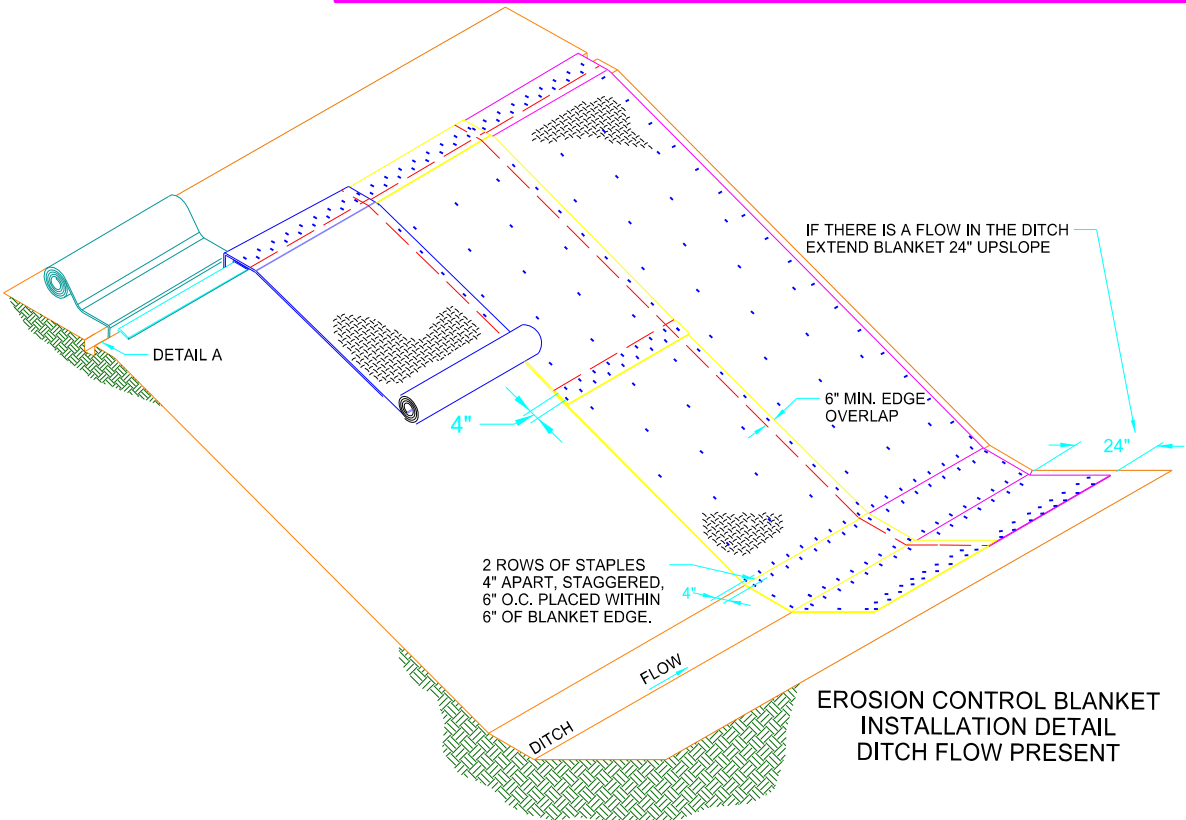 IF THERE IS A FLOW IN THE DITCH
EXTEND BLANKET 24" UPSLOPE
DETAIL A
4"
6" MIN. EDGE
OVERLAP
24"
2 ROWS OF STAPLES
4" APART, STAGGERED,
6" O.C. PLACED WITHIN
6" OF BLANKET EDGE.
4"
FLOW
DITCH
EROSION CONTROL BLANKET
INSTALLATION DETAIL
DITCH FLOW PRESENT